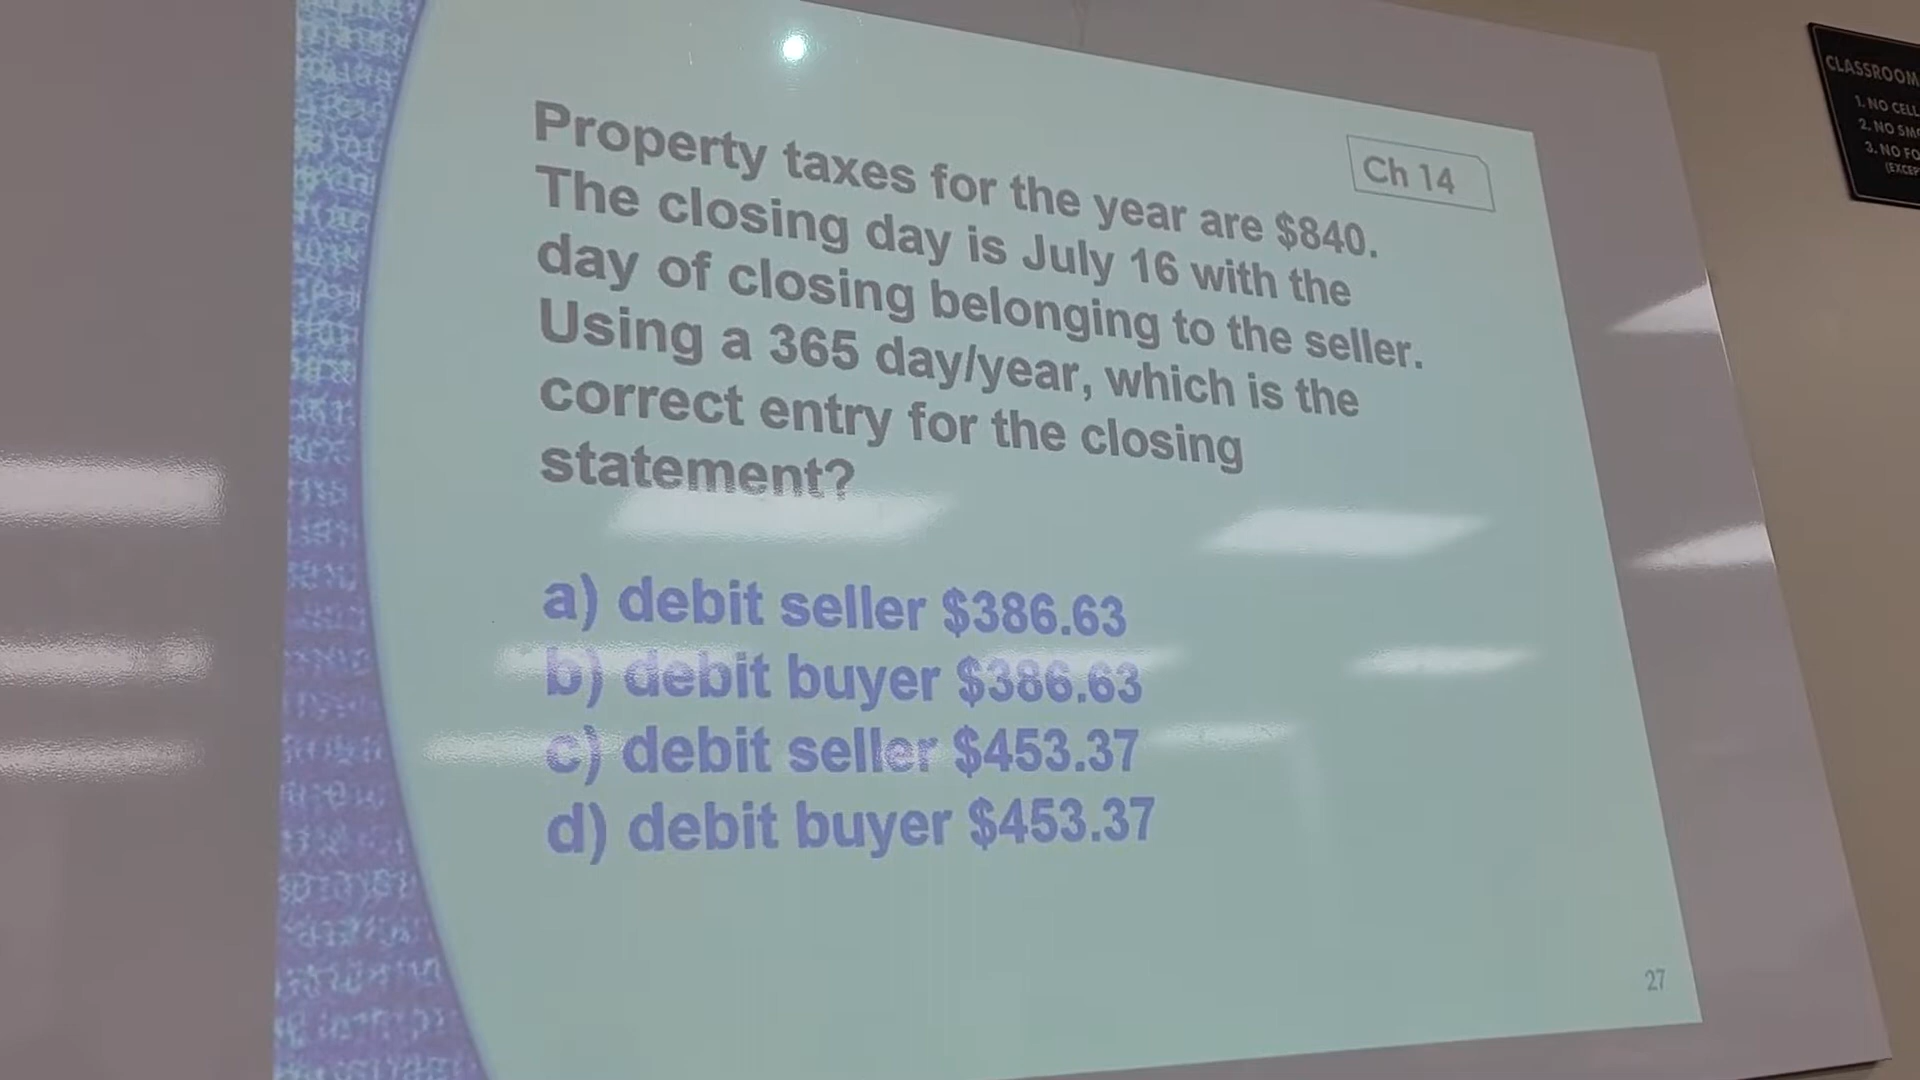 Property taxes for the year are $840.
Ch 14
The closing day is July 16 with the
day of closing belonging to the seller.
Using a 365 day/year, which is the
correct entry for the closing
statement?
a) debit seller $386.63
b) debit buyer $386.63
c) debit seller $453.37
d) debit buyer $453.37
27
CLASSROOM
1. NO CELL
2. NO SMO
3. NO FO
(EXCEP